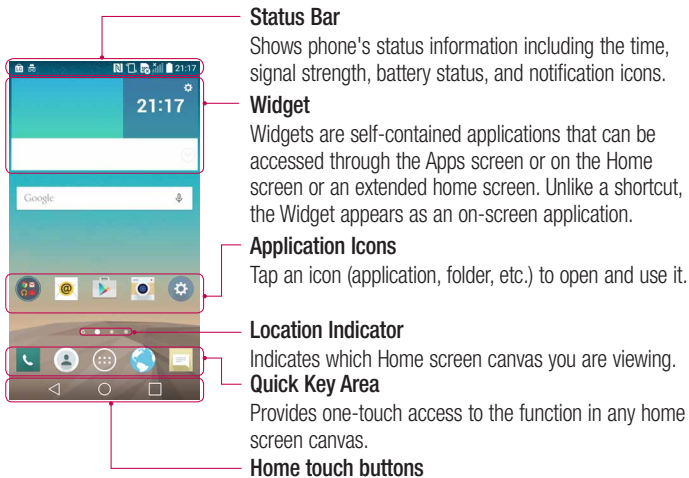 Status Bar
Shows phone's status information including the time,
signal strength, battery status, and notification icons.
21:17
21:17
Widget
Widgets are self-contained applications that can be
accessed through the Apps screen or on the Home
screen or an extended home screen. Unlike a shortcut,
the Widget appears as an on-screen application.
Google
Application Icons
Tap an icon (application, folder, etc.) to open and use it.
Location Indicator
Indicates which Home screen canvas you are viewing.
Quick Key Area
Provides one-touch access to the function in any home
screen canvas.
Home touch buttons